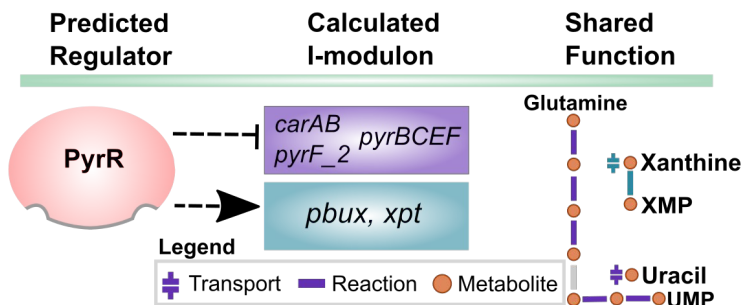 Predicted
Regulator
Calculated
I-modulon
Shared
Function
PyrR
carAB
pyrF_2
pyrBCEF
pbux, xpt
Glutamine
Xanthine
XMP
Uracil
UMP
Legend
Transport
Reaction
Metabolite